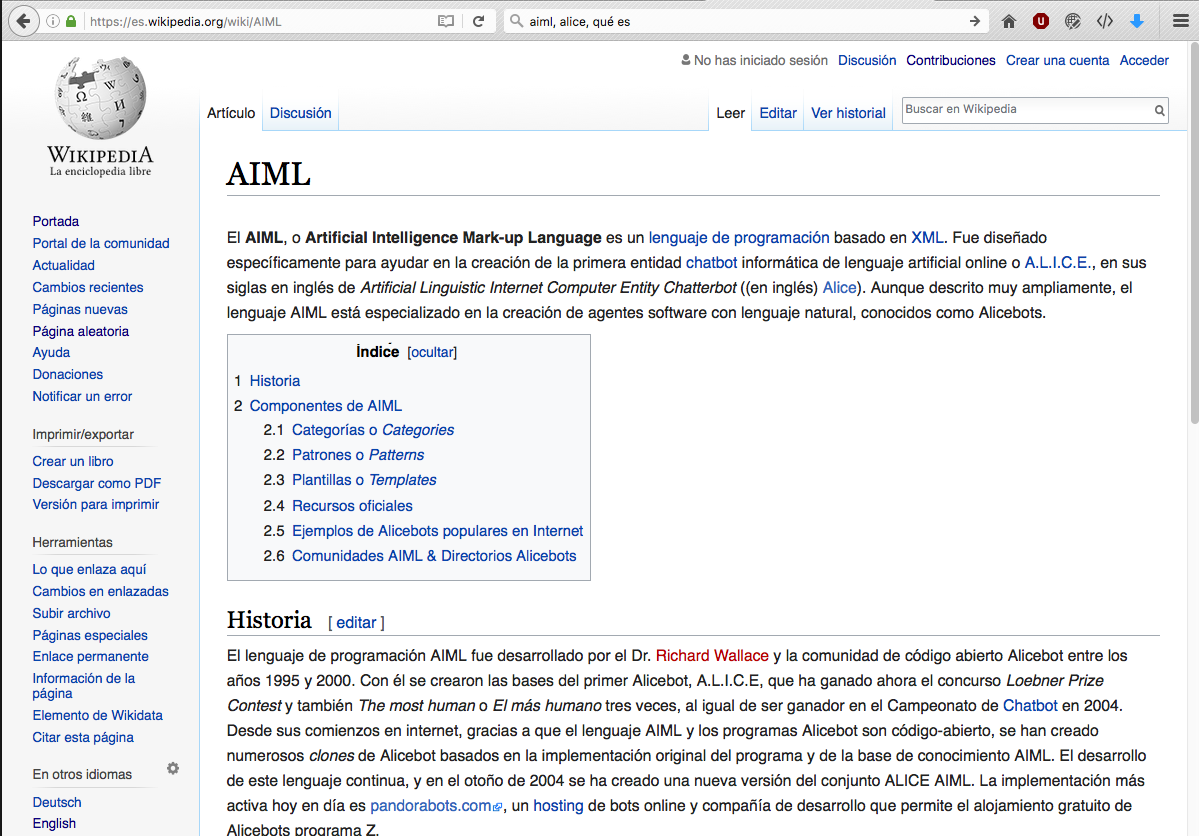 https://es.wikipedia.org/wiki/AIML
aiml, alice, qué es
No has iniciado sesión Discusión Contribuciones Crear una cuenta Acceder
WIKIPEDIA
La enciclopedia libre
Artículo Discusión
Leer Editar Ver historial
Buscar en Wikipedia
Portada
Portal de la comunidad
Actualidad
Cambios recientes
Páginas nuevas
Página aleatoria
Ayuda
Donaciones
Notificar un error
Imprimir/exportar
Crear un libro
Descargar como PDF
Versión para imprimir
Herramientas
Lo que enlaza aquí
Cambios en enlazadas
Subir archivo
Páginas especiales
Enlace permanente
Información de la
página
Elemento de Wikidata
Citar esta página
En otros idiomas
Deutsch
English
AIML
El AIML, o Artificial Intelligence Mark-up Language es un lenguaje de programación basado en XML. Fue diseñado
específicamente para ayudar en la creación de la primera entidad chatbot informática de lenguaje artificial online o A.L.I.C.E., en sus
siglas en inglés de Artificial Linguistic Internet Computer Entity Chatterbot ((en inglés) Alice). Aunque descrito muy ampliamente, el
lenguaje AIML está especializado en la creación de agentes software con lenguaje natural, conocidos como Alicebots.
Índice [ocultar]
1 Historia
2 Componentes de AIML
2.1 Categorías o Categories
2.2 Patrones o Patterns
2.3 Plantillas o Templates
2.4 Recursos oficiales
2.5 Ejemplos de Alicebots populares en Internet
2.6 Comunidades AIML & Directorios Alicebots
Historia [ editar ]
El lenguaje de programación AIML fue desarrollado por el Dr. Richard Wallace y la comunidad de código abierto Alicebot entre los
años 1995 y 2000. Con él se crearon las bases del primer Alicebot, A.L.I.C.E, que ha ganado ahora el concurso Loebner Prize
Contest y también The most human o El más humano tres veces, al igual de ser ganador en el Campeonato de Chatbot en 2004.
Desde sus comienzos en internet, gracias a que el lenguaje AIML y los programas Alicebot son código-abierto, se han creado
numerosos clones de Alicebot basados en la implementación original del programa y de la base de conocimiento AIML. El desarrollo
de este lenguaje continua, y en el otoño de 2004 se ha creado una nueva versión del conjunto ALICE AIML. La implementación más
activa hoy en día es pandorabots.com, un hosting de bots online y compañía de desarrollo que permite el alojamiento gratuito de
Alicebots programa Z.